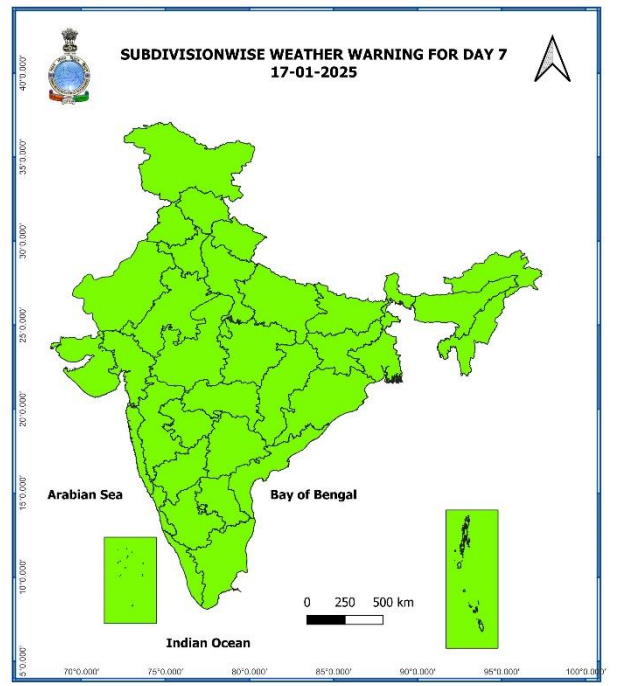 SUBDIVISIONWISE WEATHER WARNING FOR DAY 7
17-01-2025
40°0.000'
35°0.000'
30°0.000'
25°0.000'
20°0.000'
15°0.000'
10°0.000'
5°0.000'
Arabian Sea
Bay of Bengal
0 250 500 km
Indian Ocean
70°0.000' 75°0.000' 80°0.000' 85°0.000' 90°0.000' 95°0.000' 100°0.000'